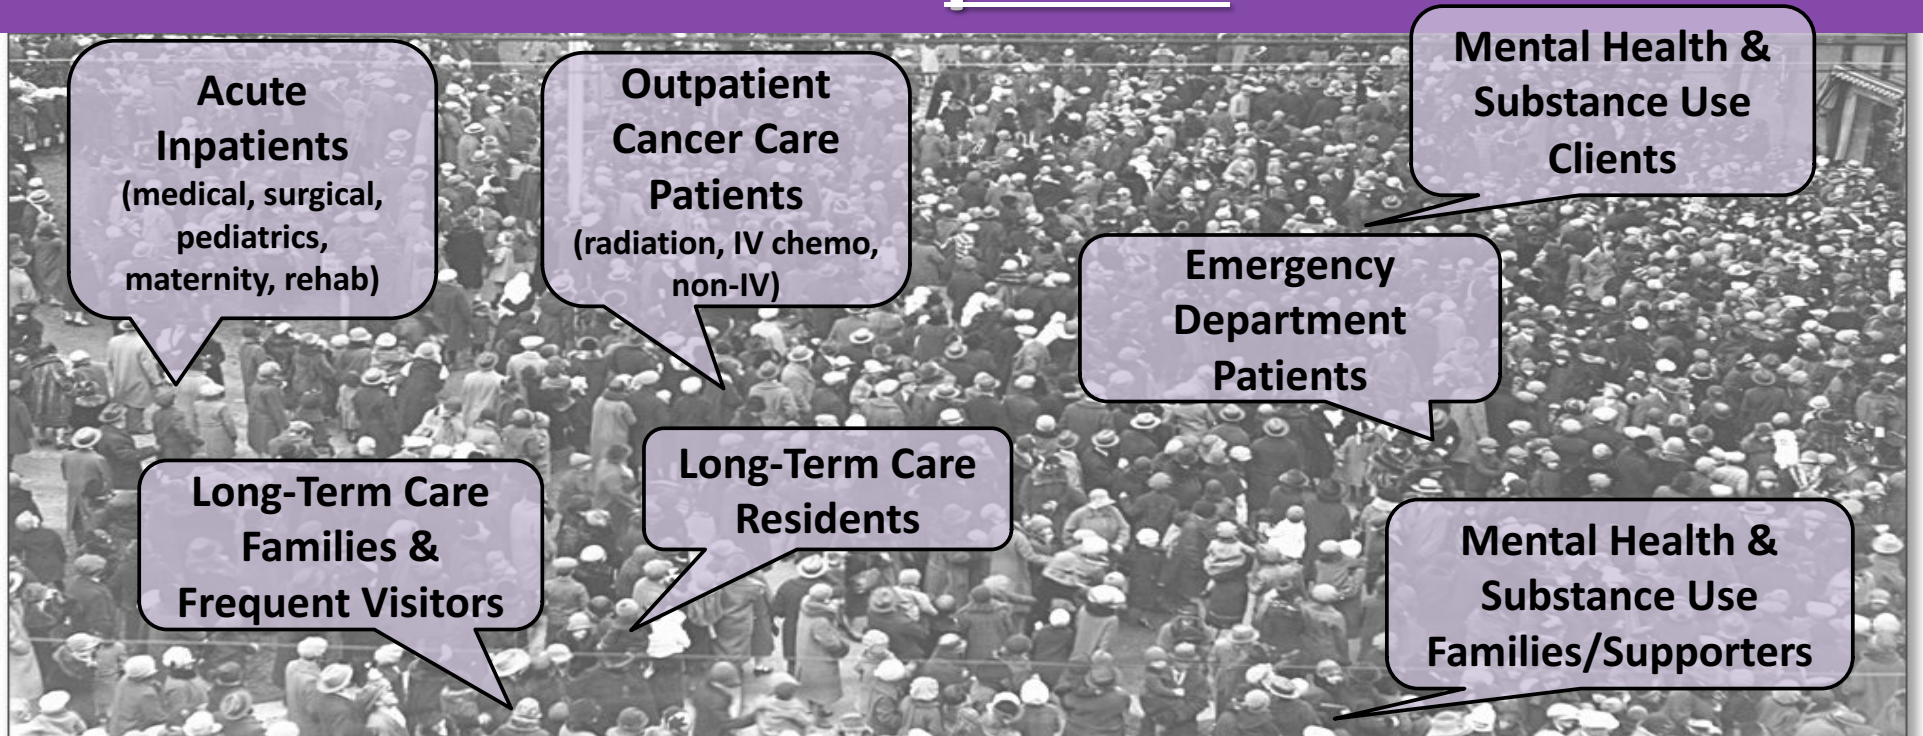 Acute
Inpatients
(medical, surgical,
pediatrics,
maternity, rehab)
Outpatient
Cancer Care
Patients
(radiation, IV chemo,
non-IV)
Mental Health &
Substance Use
Clients
Emergency
Department
Patients
Long-Term Care
Families &
Frequent Visitors
Long-Term Care
Residents
Mental Health &
Substance Use
Families/Supporters